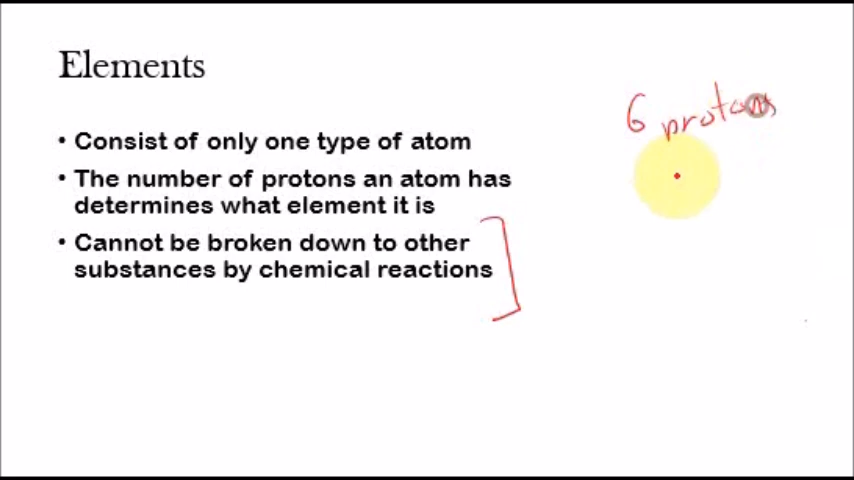 Elements
• Consist of only one type of atom
• The number of protons an atom has
determines what element it is
• Cannot be broken down to other
substances by chemical reactions
6 protons